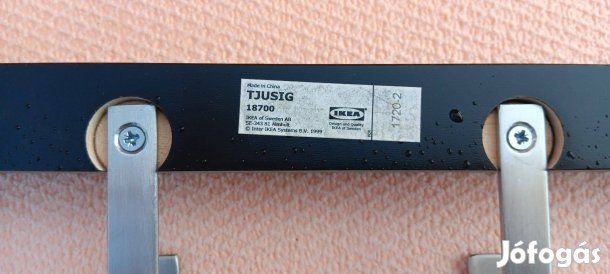 Made in China
TJUSIG
18700
IKEA of Sweden AB
SE-343 81 Älmhult
© Inter IKEA Systems B.V. 1999
IKEA
Design and Quality
IKEA of Sweden
1720-2
Jófogás